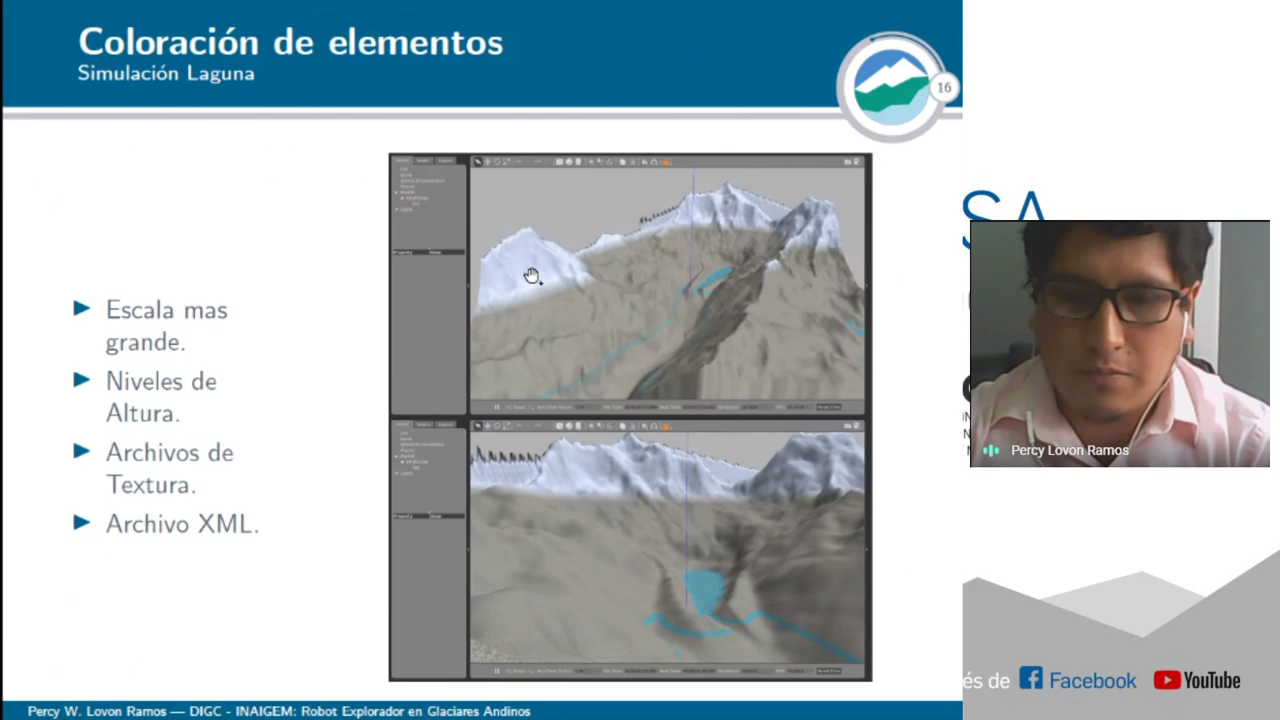 Coloración de elementos
Simulación Laguna
16
Escala mas
grande.
Niveles de
Altura.
Archivos de
Textura.
Archivo XML.
SA
Percy Lovon Ramos
és de Facebook YouTube
Percy W. Lovon Ramos — DIGC - INAIGEM: Robot Explorador en Glaciares Andinos